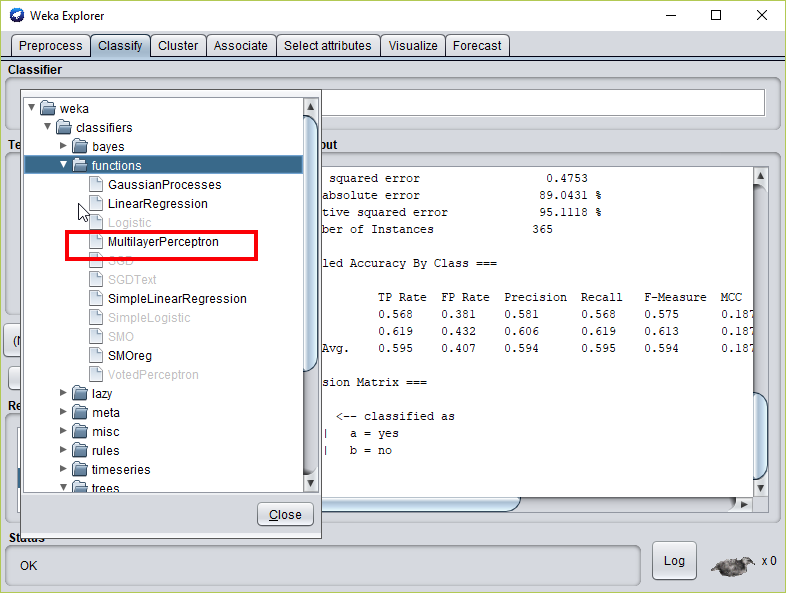 Weka Explorer
Preprocess Classify Cluster Associate Select attributes Visualize Forecast
Classifier
weka
classifiers
bayes
functions
GaussianProcesses
LinearRegression
Logistic
MultilayerPerceptron
SGD
SGDText
SimpleLinearRegression
SimpleLogistic
SMO
SMOreg
VotedPerceptron
lazy
meta
misc
rules
timeseries
trees
Close
Te
(N
Re
put
squared error 0.4753
absolute error 89.0431 %
tive squared error 95.1118 %
ber of Instances 365
led Accuracy By Class ===
TP Rate FP Rate Precision Recall F-Measure MCC
0.568 0.381 0.581 0.568 0.575 0.187
0.619 0.432 0.606 0.619 0.613 0.187
Avg. 0.595 0.407 0.594 0.595 0.594 0.187
sion Matrix ===
<-- classified as
| a = yes
| b = no
Status
OK
Log
x 0